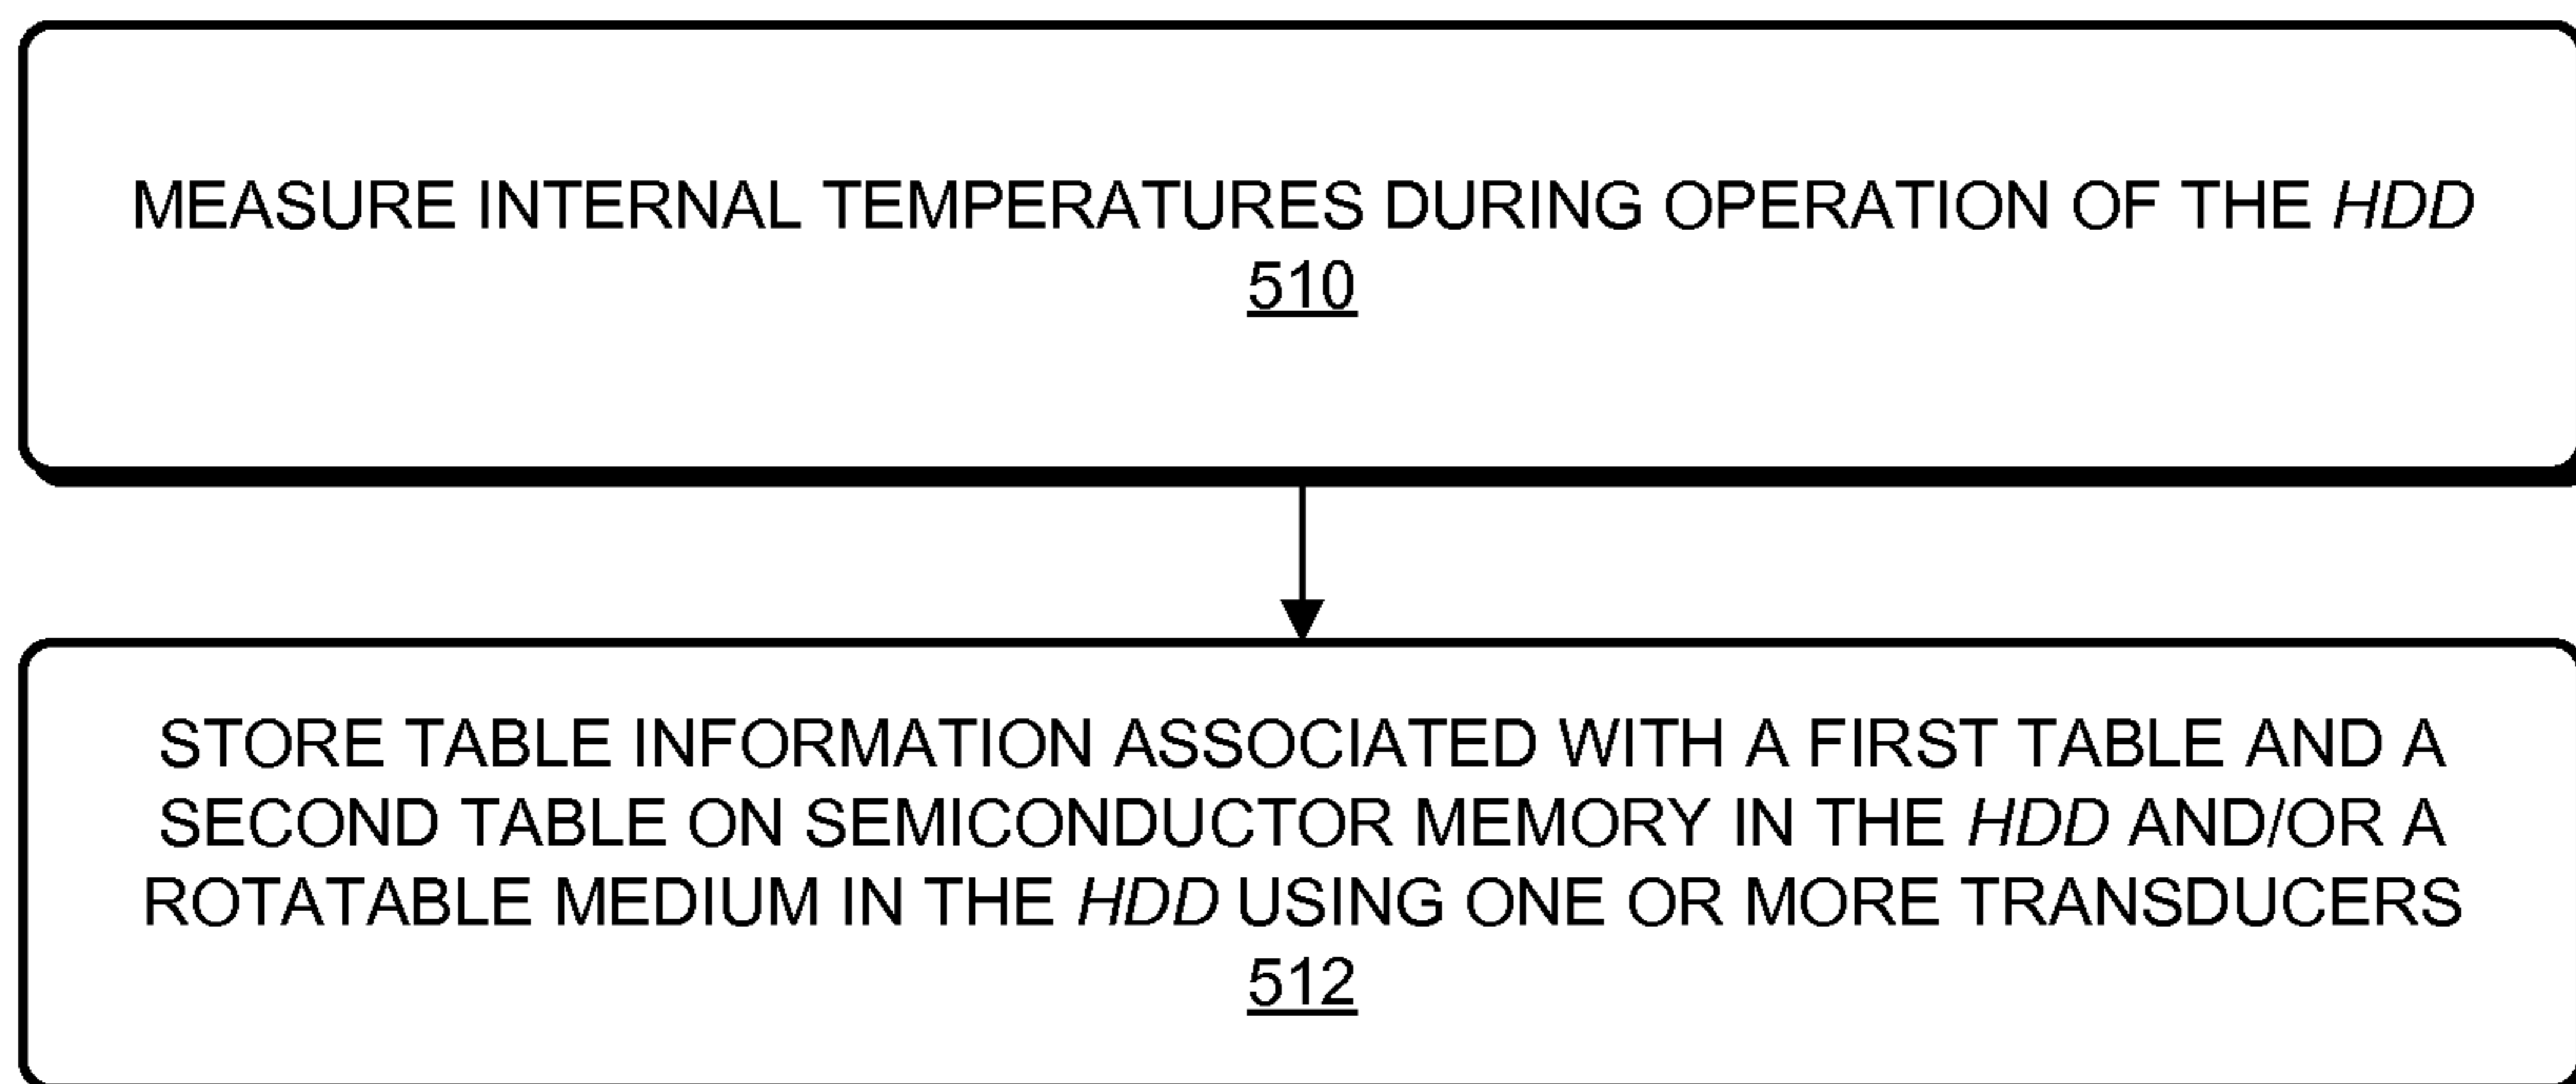 MEASURE INTERNAL TEMPERATURES DURING OPERATION OF THE HDD
510
STORE TABLE INFORMATION ASSOCIATED WITH A FIRST TABLE AND A
SECOND TABLE ON SEMICONDUCTOR MEMORY IN THE HDD AND/OR A
ROTATABLE MEDIUM IN THE HDD USING ONE OR MORE TRANSDUCERS
512